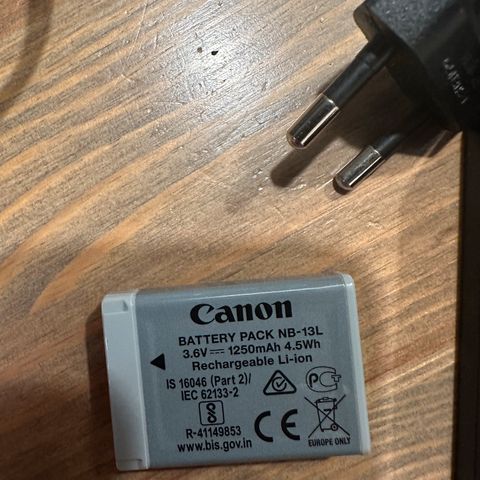 Canon
BATTERY PACK NB-13L
3.6V 1250mAh 4.5Wh
Rechargeable Li-ion
IS 16046 (Part 2)/
IEC 62133-2
R-41149853
www.bis.gov.in
CE
EUROPE ONLY